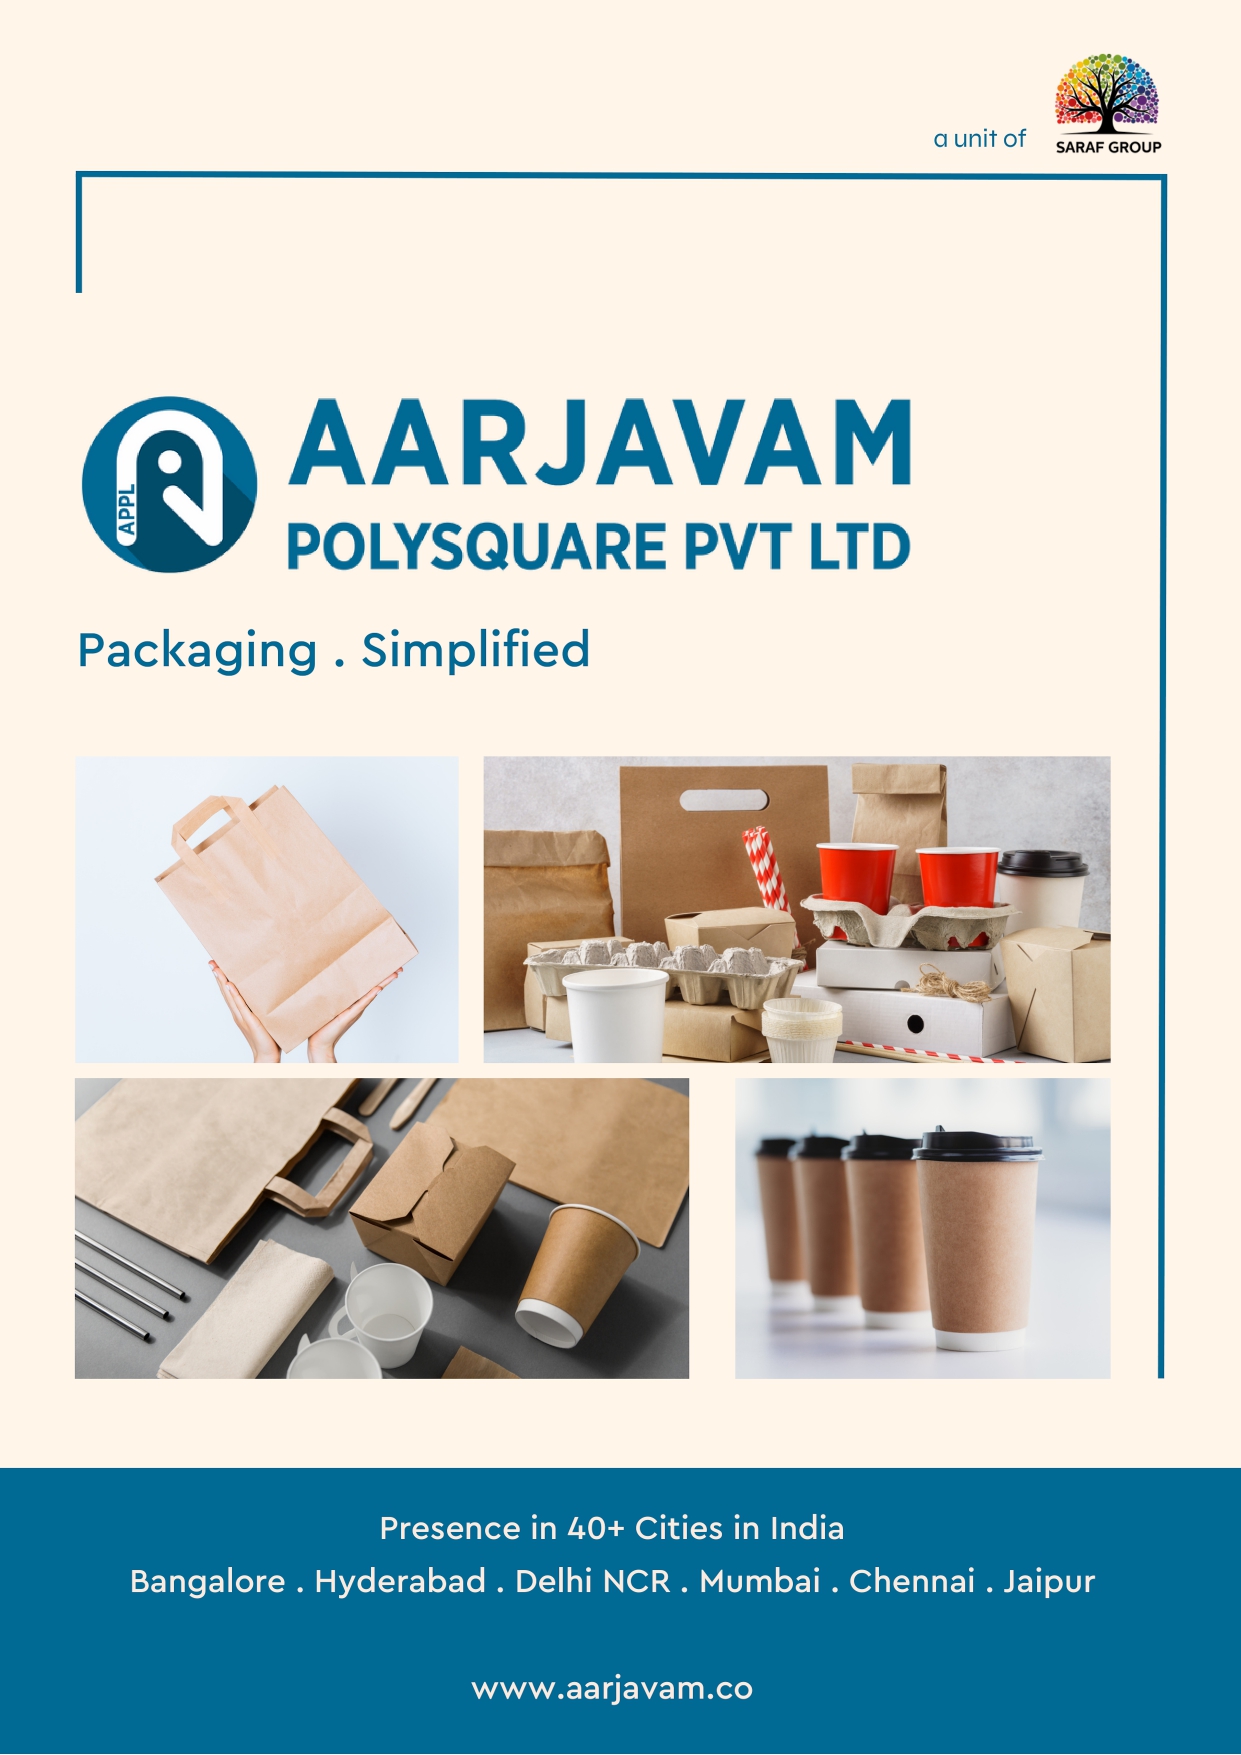 a unit of
SARAF GROUP
APPL
AARJAVAM
POLYSQUARE PVT LTD
Packaging . Simplified
Presence in 40+ Cities in India
Bangalore . Hyderabad . Delhi NCR . Mumbai . Chennai . Jaipur
www.aarjavam.co